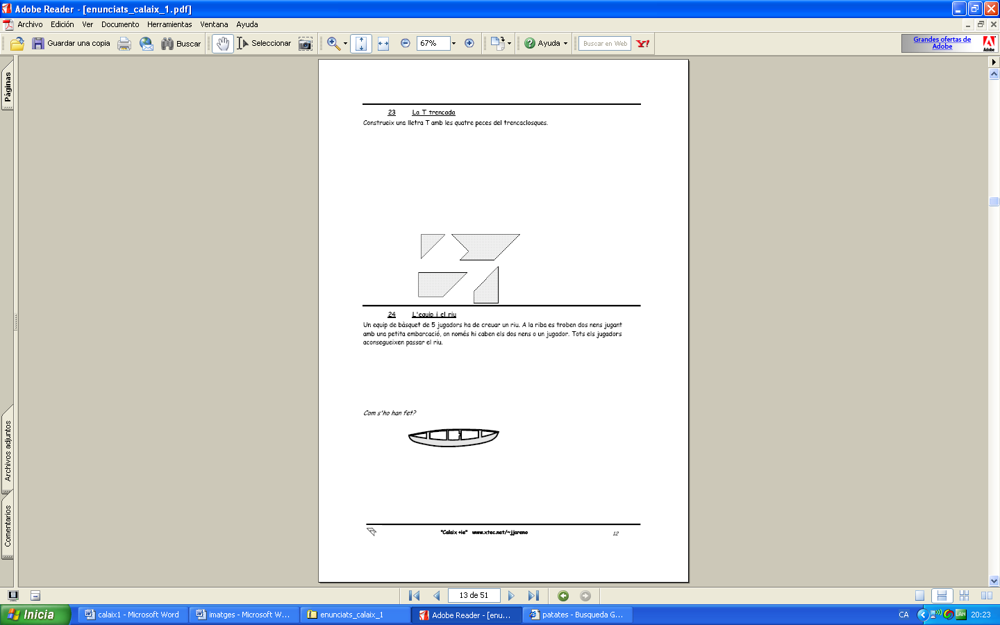 Adobe Reader - [enunciats_calaix_1.pdf]
Archivo Edición Ver Documento Herramientas Ventana Ayuda
Guardar una copia Buscar Seleccionar 67% Ayuda Buscar en Web Y! Grandes ofertas de Adobe Adobe
Páginas
23 La T trencada
Construeix una lletra T amb les quatre peces del trencaclosques.
24 L'equip i el riu
Un equip de bàsquet de 5 jugadors ha de creuar un riu. A la riba es troben dos nens jugant
amb una petita embarcació, on només hi caben els dos nens o un jugador. Tots els jugadors
aconsegueixen passar el riu.
Com s'ho han fet?
Archivos adjuntos
Comentarios
"Calaix +ie" www.xtec.net/~jjareno 12
13 de 51
Inicia calaix1 - Microsoft Word imatges - Microsoft W... enunciats_calaix_1 Adobe Reader - [enu... patates - Busqueda G... CA LAN 20:23